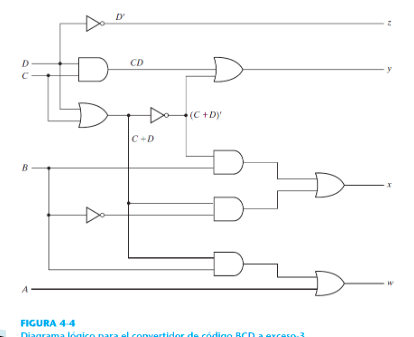 D'
z
D
CD
y
C
(C + D)'
C + D
B
x
A
w
FIGURA 4-4
Diagrama lógico para el convertidor de código BCD a exceso-3